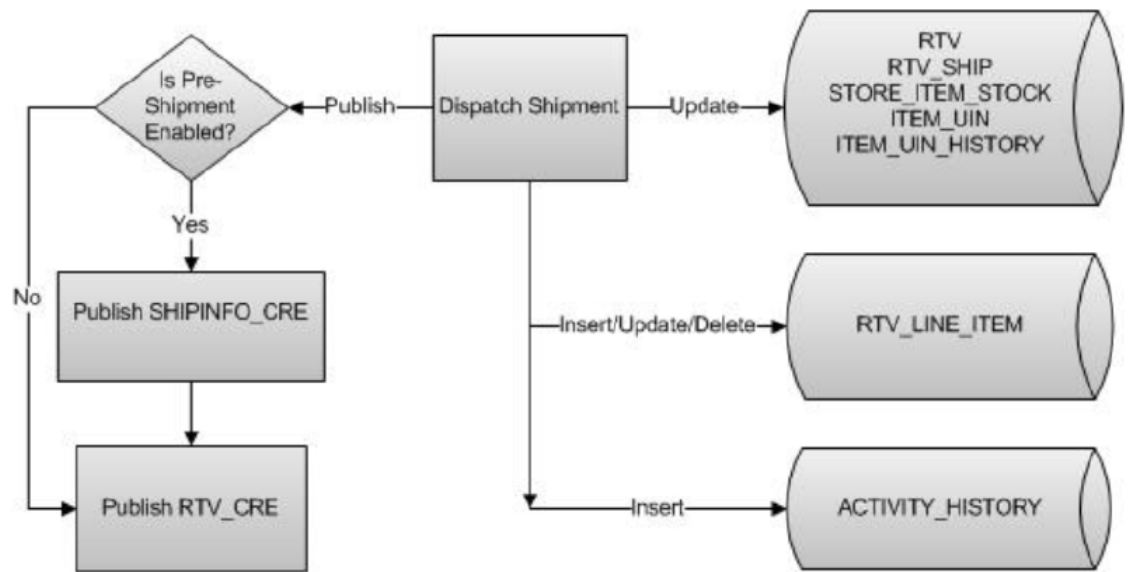 Is Pre-
Shipment
Enabled?
Publish
Dispatch Shipment
Update
RTV
RTV_SHIP
STORE_ITEM_STOCK
ITEM_UIN
ITEM_UIN_HISTORY
Yes
No
Publish SHIPINFO_CRE
Insert/Update/Delete
RTV_LINE_ITEM
Publish RTV_CRE
Insert
ACTIVITY_HISTORY